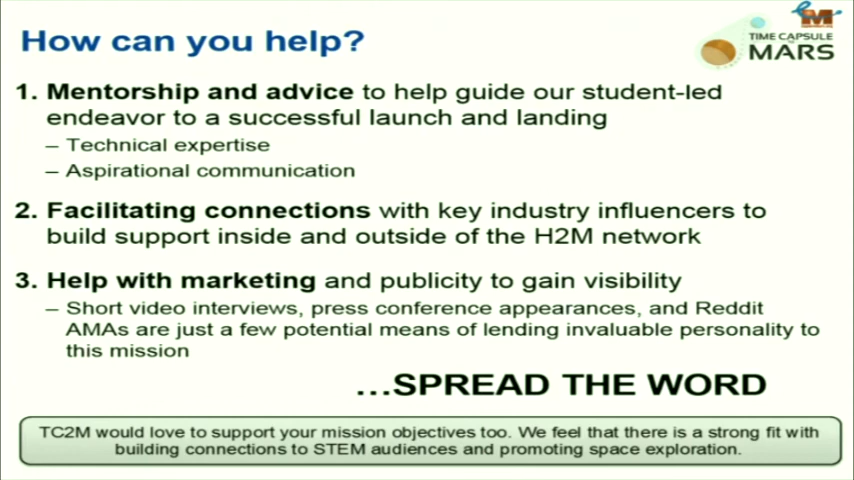 How can you help?
TIME CAPSULE
TO
MARS
1. Mentorship and advice to help guide our student-led
endeavor to a successful launch and landing
– Technical expertise
– Aspirational communication
2. Facilitating connections with key industry influencers to
build support inside and outside of the H2M network
3. Help with marketing and publicity to gain visibility
– Short video interviews, press conference appearances, and Reddit
AMAs are just a few potential means of lending invaluable personality to
this mission
...SPREAD THE WORD
TC2M would love to support your mission objectives too. We feel that there is a strong fit with
building connections to STEM audiences and promoting space exploration.